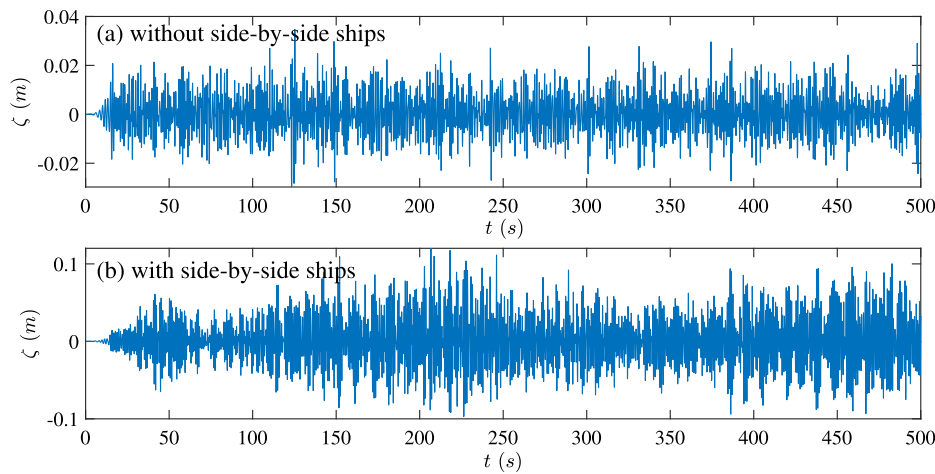 (a) without side-by-side ships
0.04
0.02
0
-0.02
ζ (m)
0 50 100 150 200 250 300 350 400 450 500
t (s)
(b) with side-by-side ships
0.1
0
-0.1
ζ (m)
0 50 100 150 200 250 300 350 400 450 500
t (s)